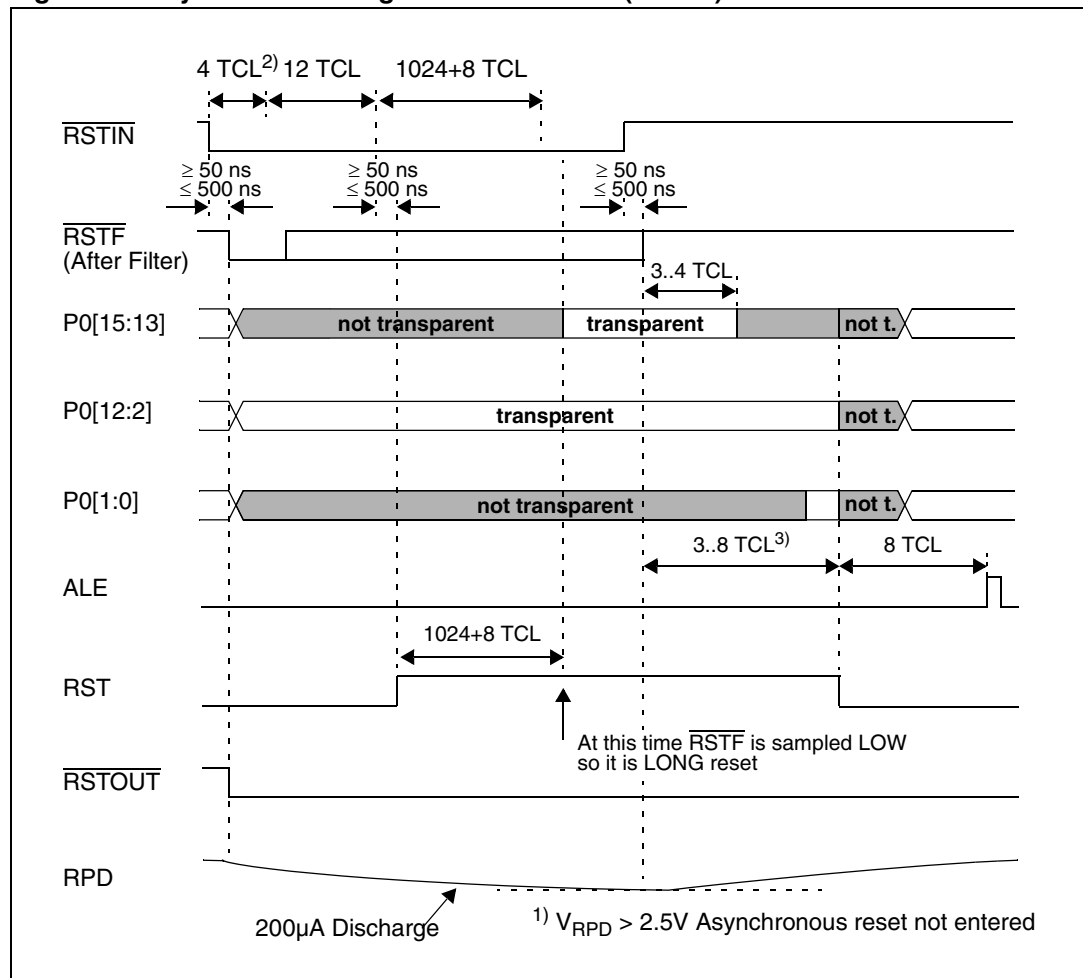 4 TCL2) 12 TCL 1024+8 TCL
RSTIN
≥ 50 ns ≥ 50 ns ≥ 50 ns
≤ 500 ns ≤ 500 ns ≤ 500 ns
RSTF
(After Filter)
3..4 TCL
P0[15:13] not transparent transparent not t.
P0[12:2] transparent not t.
P0[1:0] not transparent not t.
3..8 TCL3) 8 TCL
ALE
1024+8 TCL
RST
At this time RSTF is sampled LOW
so it is LONG reset
RSTOUT
RPD
200µA Discharge
1) VRPD > 2.5V Asynchronous reset not entered